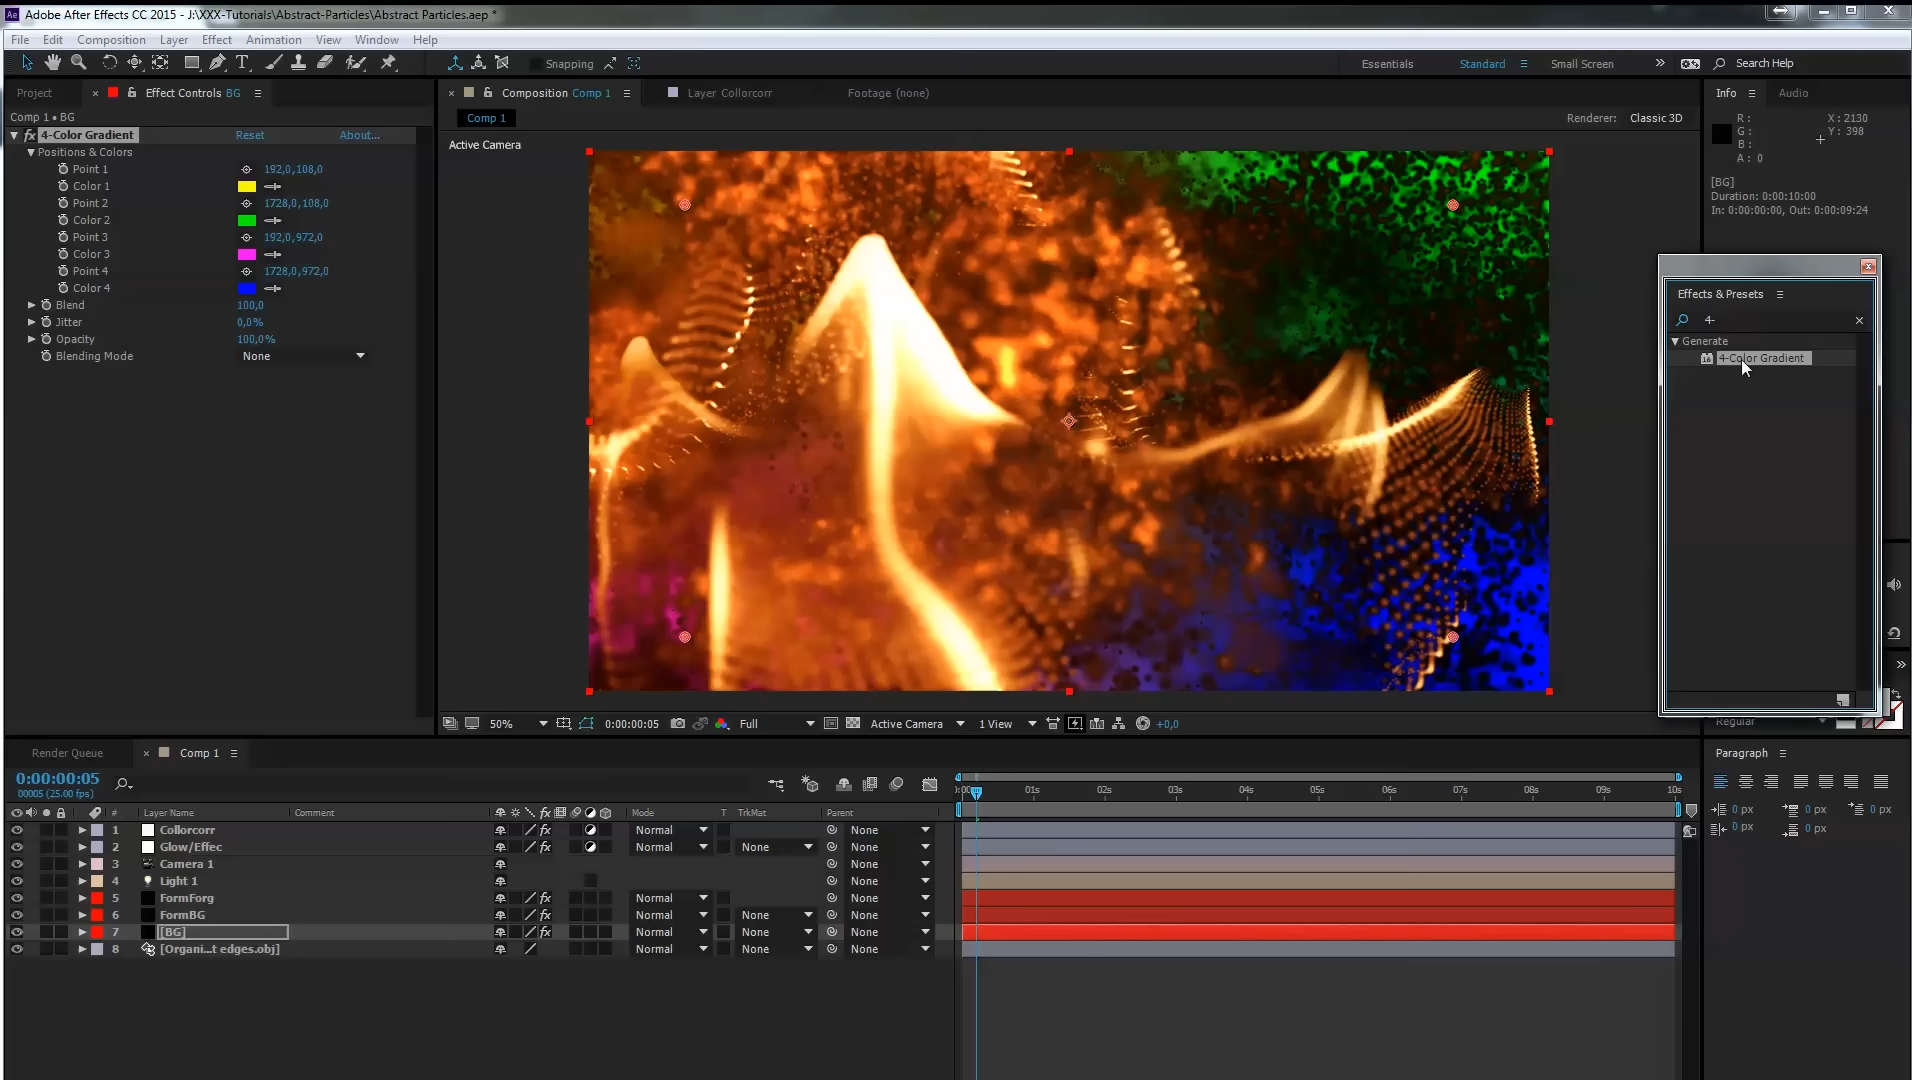 Ae Adobe After Effects CC 2015 - J:\XXX-Tutorials\Abstract-Particles\Abstract Particles.aep *
File Edit Composition Layer Effect Animation View Window Help
Snapping
Essentials Standard Small Screen Search Help
Project Effect Controls BG
Composition Comp 1 Layer Collorcorr Footage (none)
Info Audio
Comp 1 • BG
Comp 1
Renderer: Classic 3D
fx 4-Color Gradient Reset About...
Active Camera
Positions & Colors
Point 1 192,0,108,0
Color 1
Point 2 1728,0,108,0
Color 2
Point 3 192,0,972,0
Color 3
Point 4 1728,0,972,0
Color 4
Blend 100,0
Jitter 0,0%
Opacity 100,0%
Blending Mode None
R : X : 2130
G : Y : 398
B :
A : 0
[BG]
Duration: 0:00:10:00
In: 0:00:00:00, Out: 0:00:09:24
Effects & Presets
4-
Generate
4-Color Gradient
50% 0:00:00:05 Full Active Camera 1 View +0,0
Regular
Render Queue Comp 1
Paragraph
0:00:00:05
00005 (25.00 fps)
01s 02s 03s 04s 05s 06s 07s 08s 09s 10s
# Layer Name Comment fx Mode T TrkMat Parent
1 Collorcorr fx Normal None
2 Glow/Effec fx Normal None None
3 Camera 1 None
4 Light 1 None
5 FormForg fx Normal None
6 FormBG fx Normal None None
7 [BG] fx Normal None None
8 [Organi...t edges.obj] Normal None None
0 px 0 px 0 px
0 px 0 px